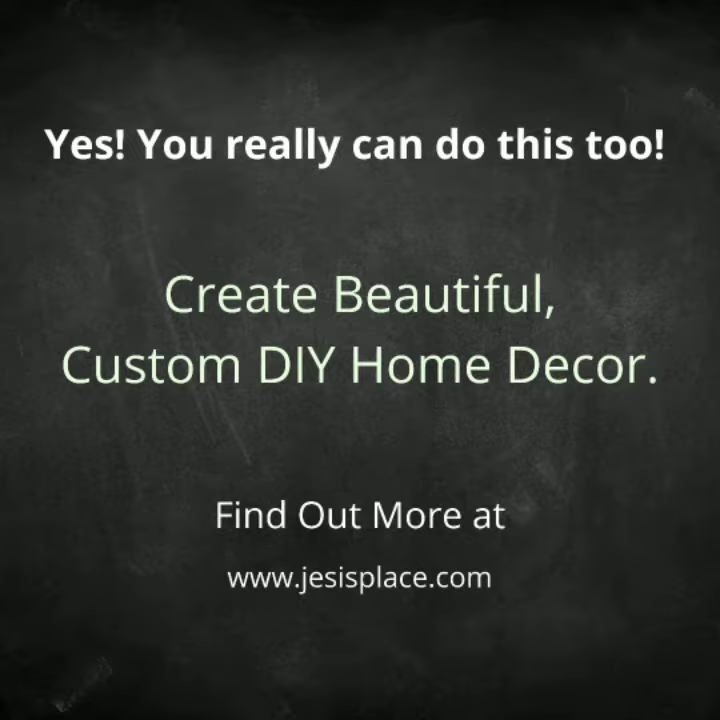 Yes! You really can do this too!
Create Beautiful,
Custom DIY Home Decor.
Find Out More at
www.jesisplace.com